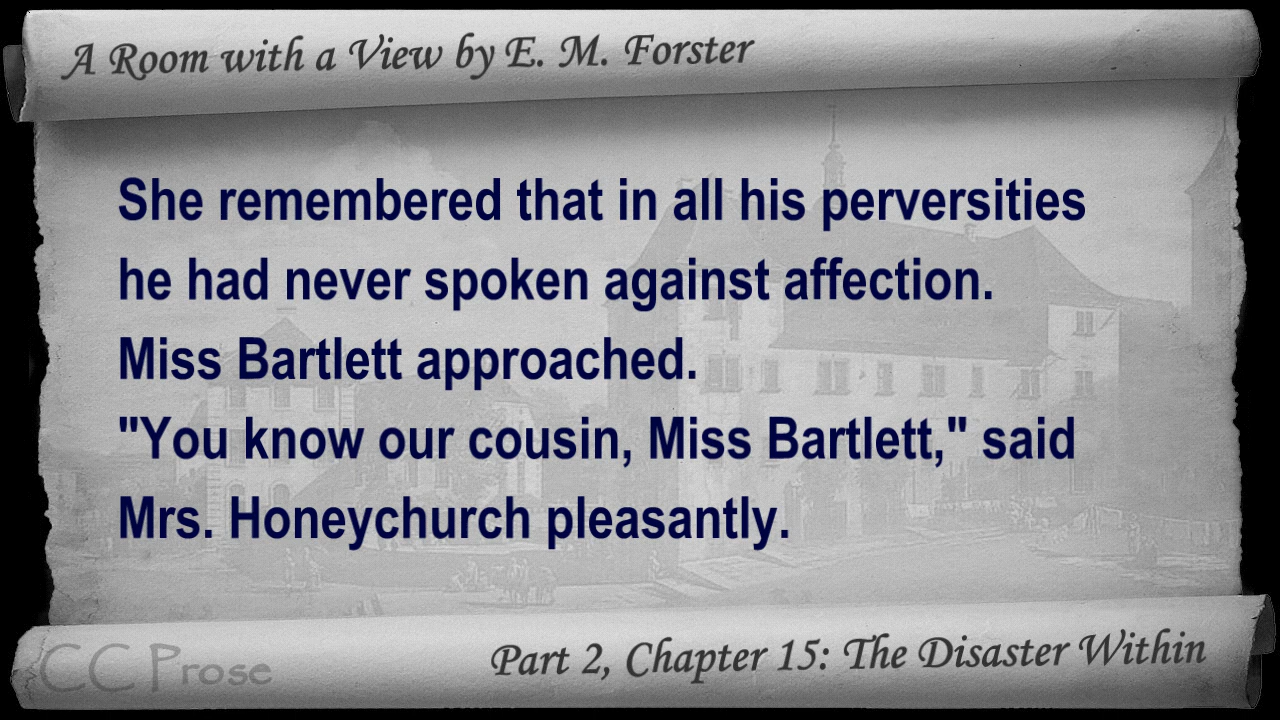 A Room with a View by E. M. Forster
She remembered that in all his perversities
he had never spoken against affection.
Miss Bartlett approached.
"You know our cousin, Miss Bartlett," said
Mrs. Honeychurch pleasantly.
CC Prose
Part 2, Chapter 15: The Disaster Within